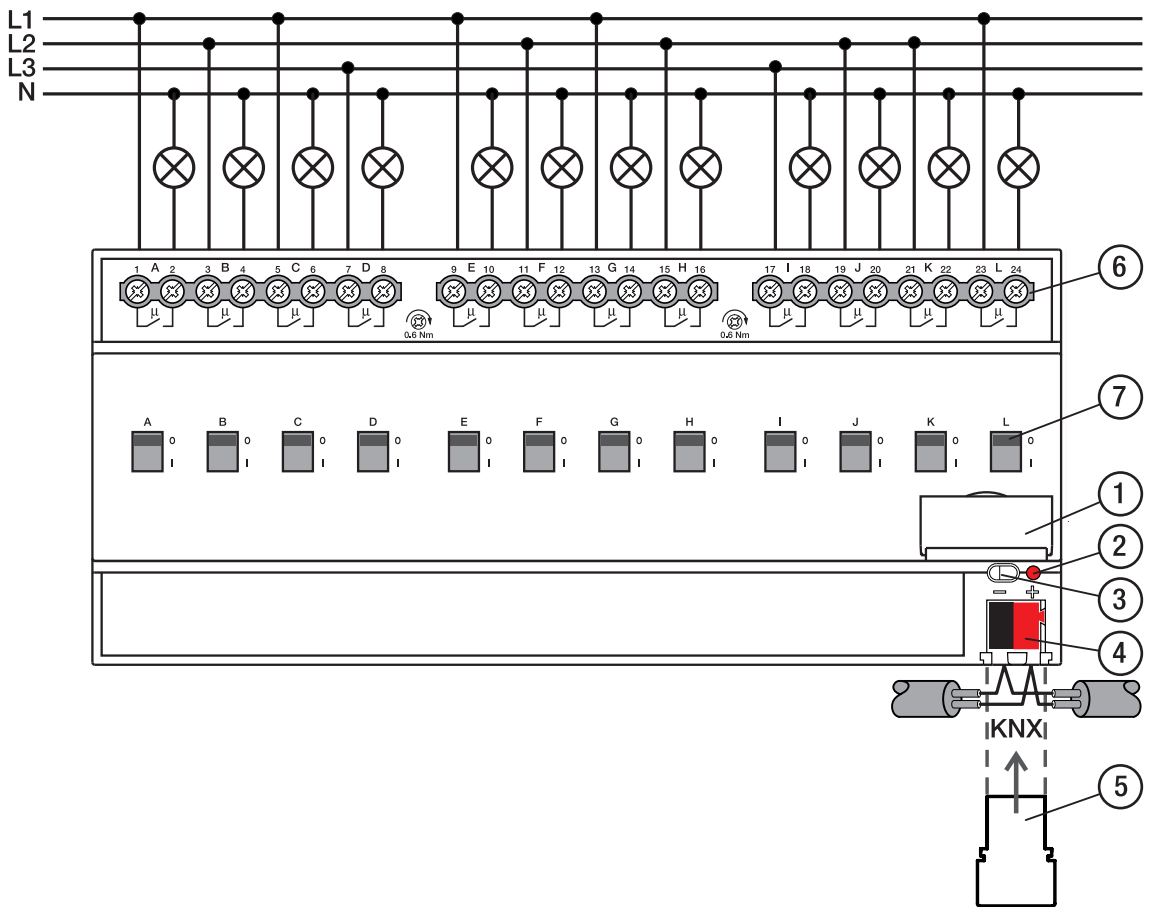 L1
L2
L3
N
1 A 2 3 B 4 5 C 6 7 D 8 9 E 10 11 F 12 13 G 14 15 H 16 17 I 18 19 J 20 21 K 22 23 L 24
6
µ µ µ µ µ µ µ µ µ µ µ µ
0.6 Nm 0.6 Nm
7
A B C D E F G H I J K L
0 0 0 0 0 0 0 0 0 0 0 0
I I I I I I I I I I I I
1
2
3
− +
4
KNX
5